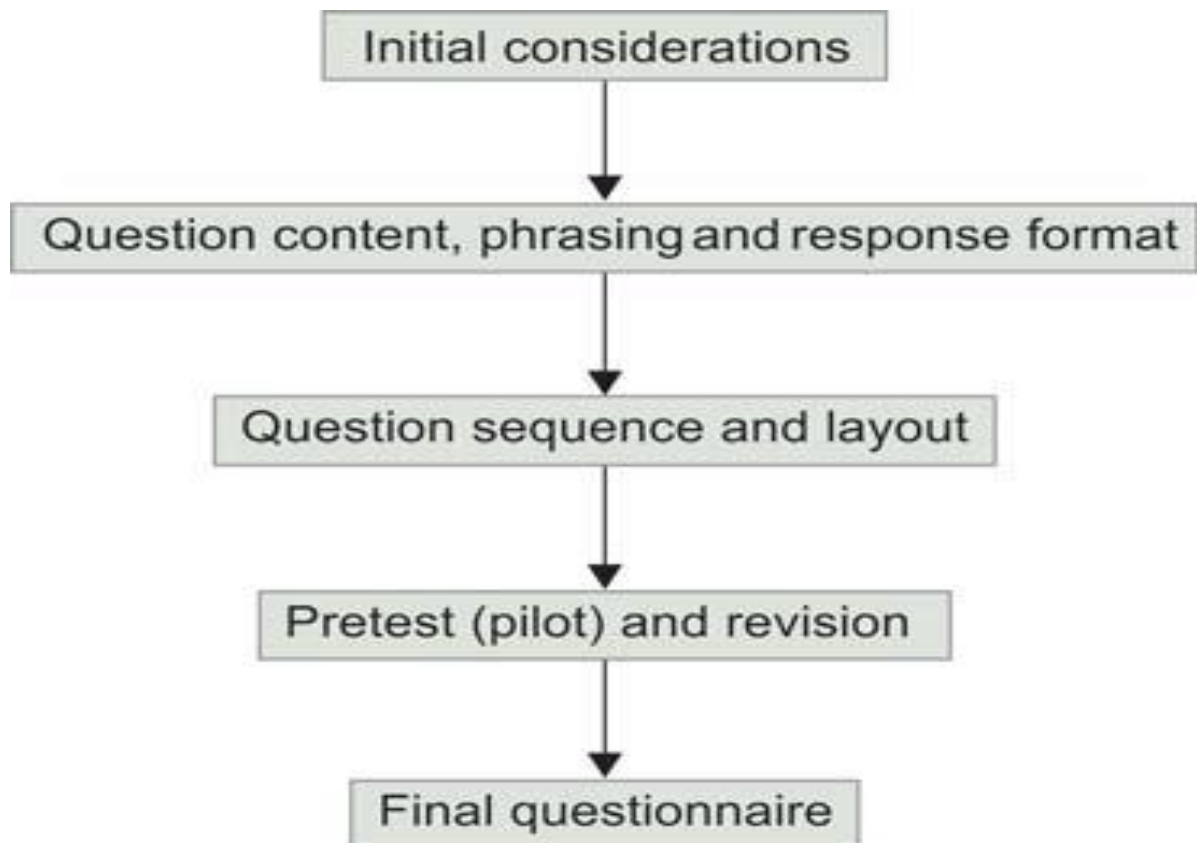 Initial considerations
Question content, phrasing and response format
Question sequence and layout
Pretest (pilot) and revision
Final questionnaire